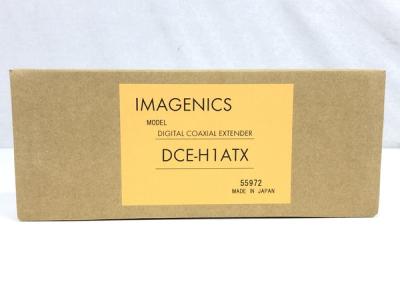 IMAGENICS
MODEL
DIGITAL COAXIAL EXTENDER
DCE-H1ATX
55972
MADE IN JAPAN